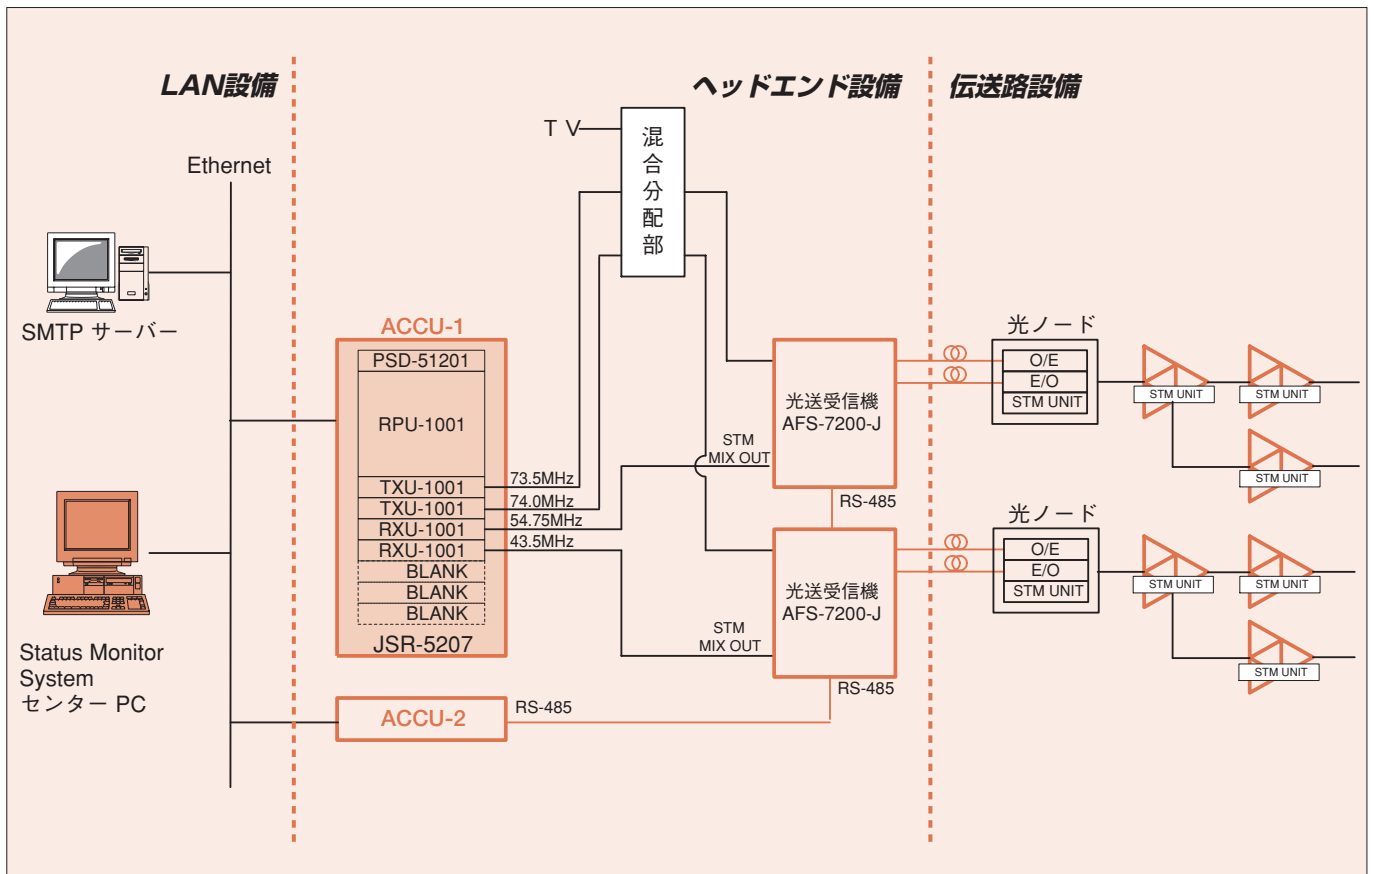 LAN設備
ヘッドエンド設備
伝送路設備
Ethernet
SMTP サーバー
Status Monitor
System
センター PC
ACCU-1
PSD-51201
RPU-1001
TXU-1001
TXU-1001
RXU-1001
RXU-1001
BLANK
BLANK
BLANK
JSR-5207
73.5MHz
74.0MHz
54.75MHz
43.5MHz
ACCU-2
RS-485
TV
混合分配部
STM
MIX OUT
光送受信機
AFS-7200-J
RS-485
STM
MIX OUT
光送受信機
AFS-7200-J
RS-485
光ノード
O/E
E/O
STM UNIT
STM UNIT
STM UNIT
STM UNIT
光ノード
O/E
E/O
STM UNIT
STM UNIT
STM UNIT
STM UNIT